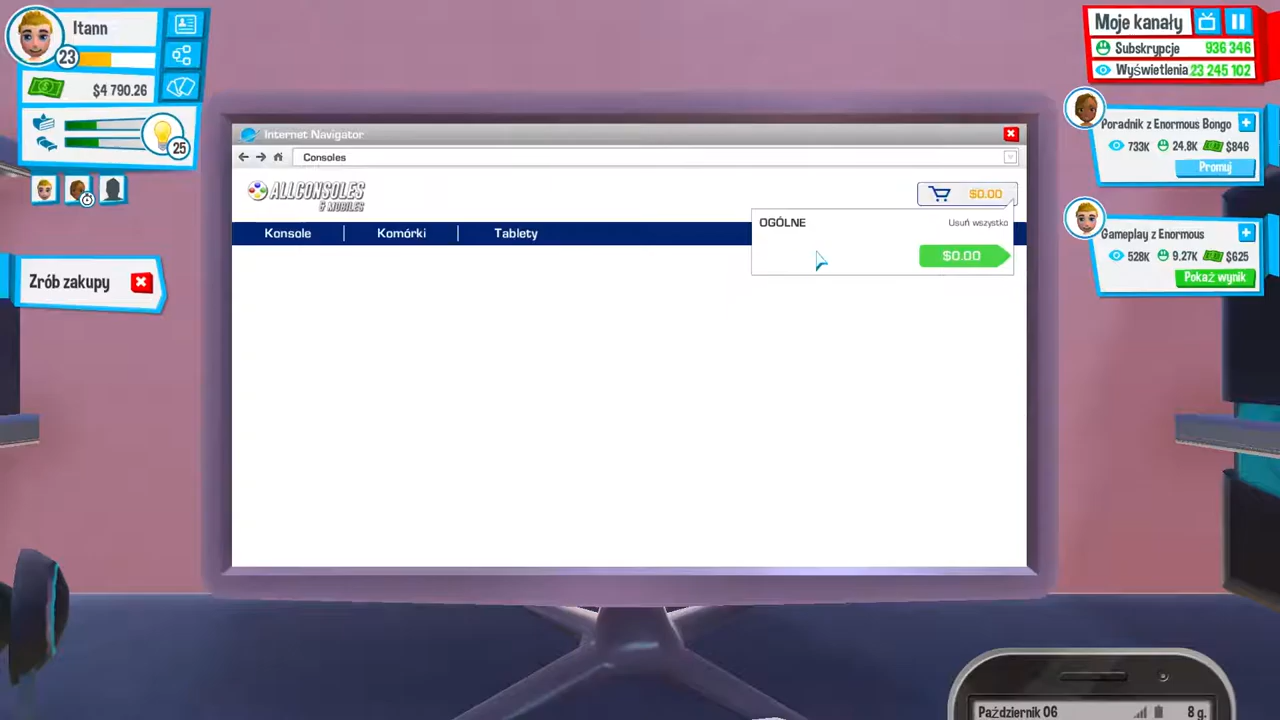 Itann
23
$4 790.26
25
Zrób zakupy
Internet Navigator
Consoles
ALLCONSOLES
& MOBILES
$0.00
Konsole
Komórki
Tablety
OGÓLNE
Usuń wszystko
$0.00
Moje kanały
Subskrypcje 936 346
Wyświetlenia 23 245 102
Poradnik z Enormous Bongo
733K 24.8K $846
Promuj
Gameplay z Enormous
528K 9.27K $625
Pokaż wynik
Październik 06 8 g.